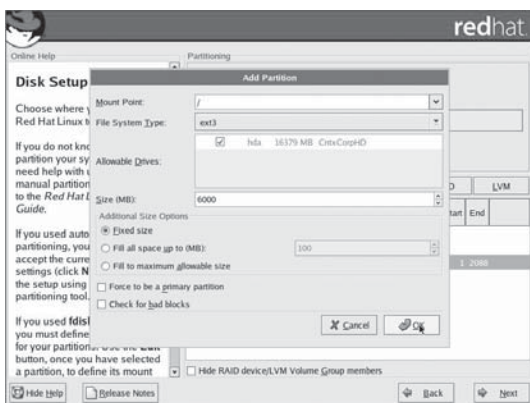 redhat.
Online Help
Partitioning
Disk Setup
Choose where y
Red Hat Linux t
If you do not kno
partition your sy
need help with u
manual partition
to the Red Hat L
Guide.
If you used auto
partitioning, you
accept the curre
settings (click N
the setup using
partitioning tool.
If you used fdisl
you must define
for your partitions. Use the Edit
button, once you have selected
a partition, to define its mount
Add Partition
Mount Point:
/
File System Type:
ext3
Allowable Drives:
hda 16379 MB CntxCorpHD
Size (MB):
6000
Additional Size Options
Fixed size
Fill all space up to (MB):
100
Fill to maximum allowable size
Force to be a primary partition
Check for bad blocks
Cancel
OK
D
LVM
tart
End
1 2088
Hide RAID device/LVM Volume Group members
Hide Help
Release Notes
Back
Next